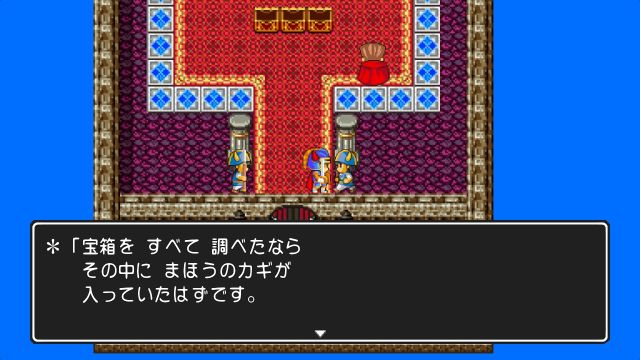 ＊「宝箱を すべて 調べたなら
その中に まほうのカギが
入っていたはずです。